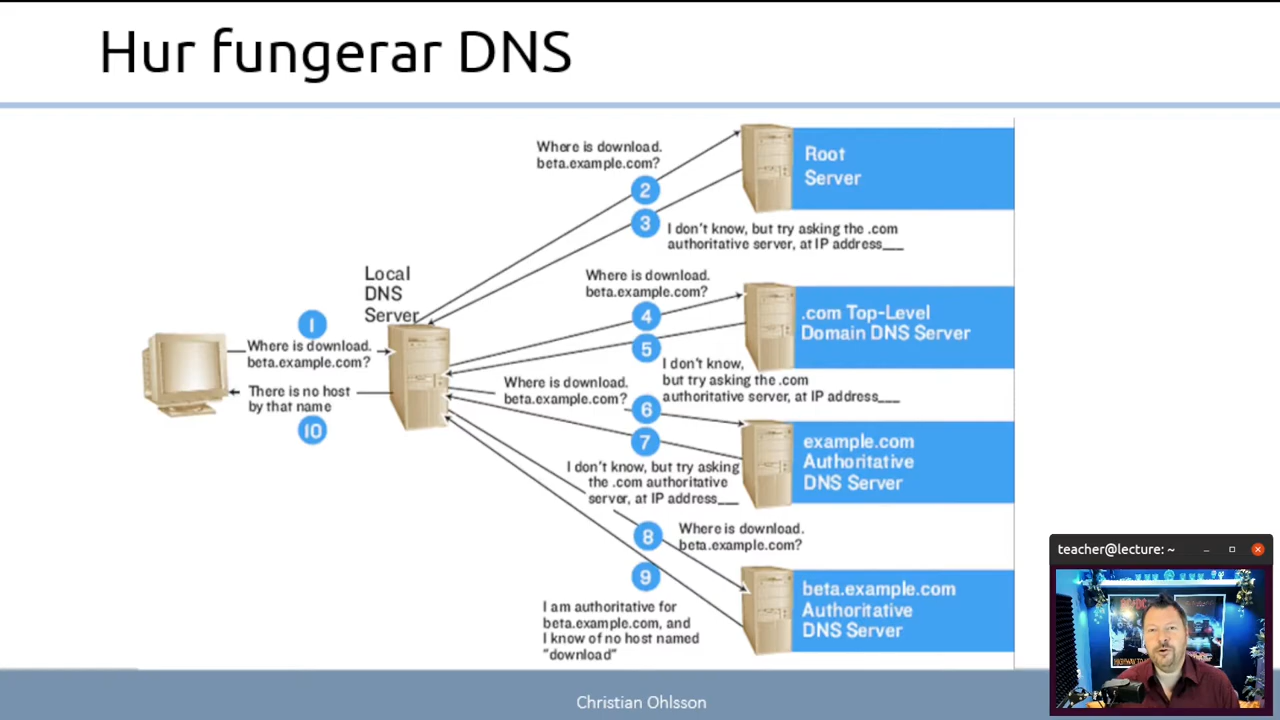 Hur fungerar DNS
Where is download.
beta.example.com?
2
Root
Server
3
I don't know, but try asking the .com
authoritative server, at IP address___
Local
DNS
Server
Where is download.
beta.example.com?
4
.com Top-Level
Domain DNS Server
1
Where is download.
beta.example.com?
5
I don't know,
but try asking the .com
authoritative server, at IP address___
There is no host
by that name
10
Where is download.
beta.example.com?
6
7
example.com
Authoritative
DNS Server
I don't know, but try asking
the .com authoritative
server, at IP address___
8
Where is download.
beta.example.com?
9
I am authoritative for
beta.example.com, and
I know of no host named
"download"
beta.example.com
Authoritative
DNS Server
teacher@lecture: ~
Christian Ohlsson